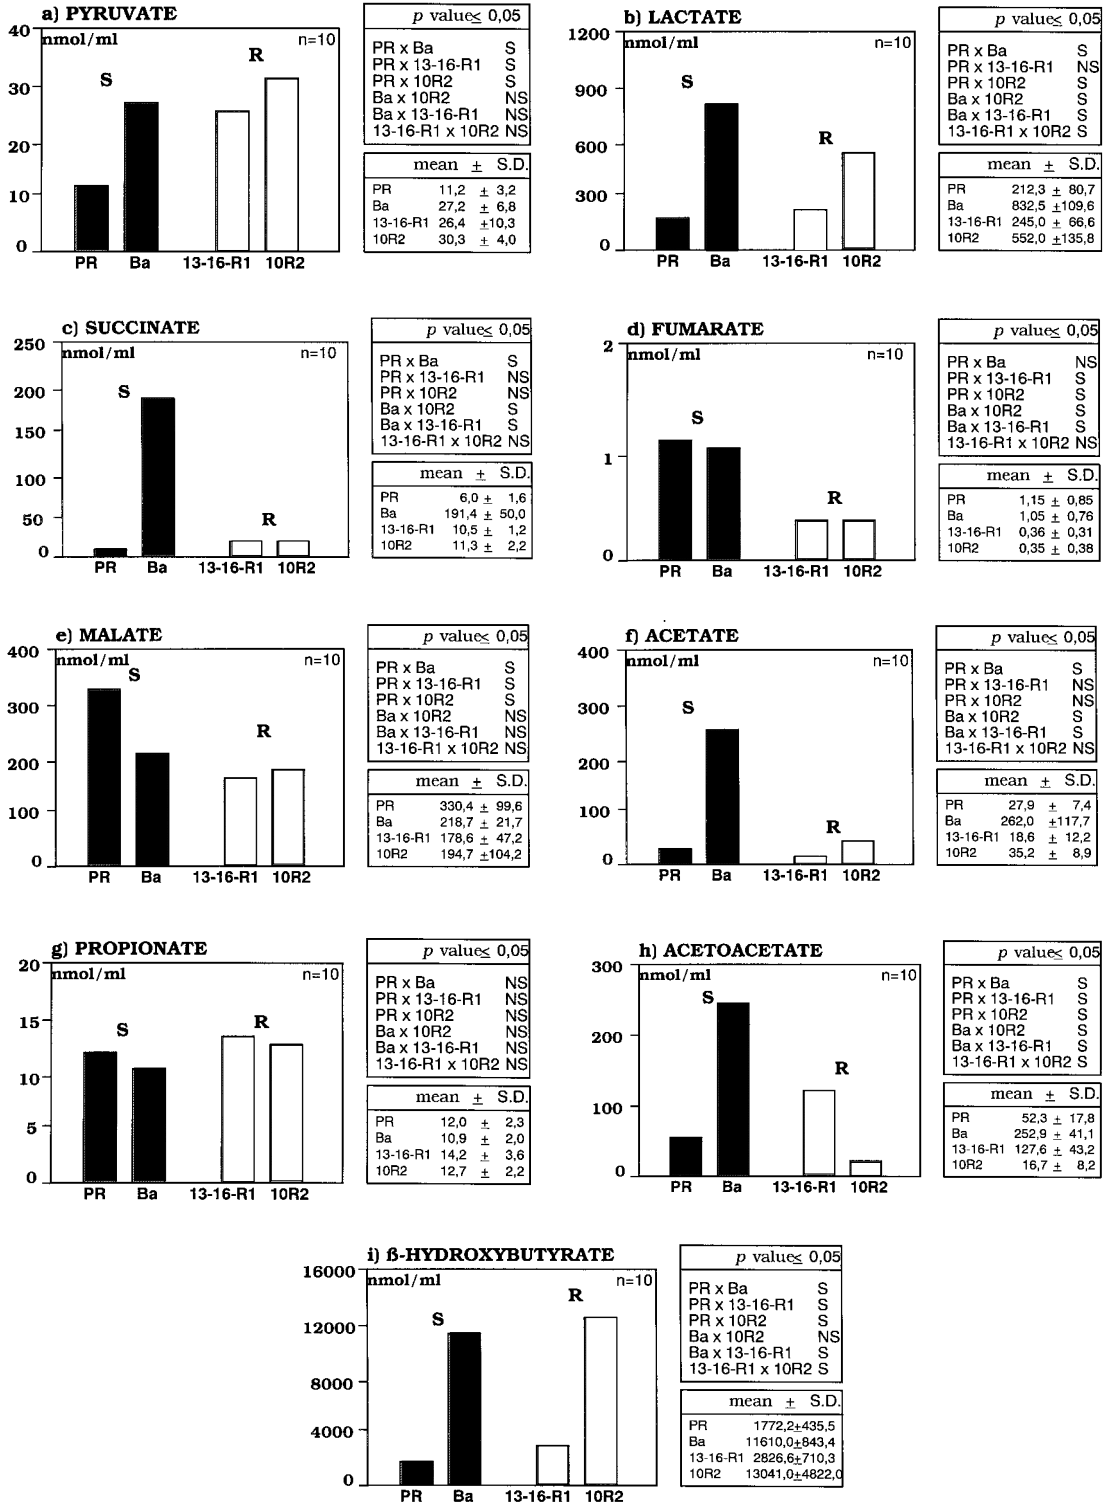 a) PYRUVATE
nmol/ml
n=10
40
30
20
10
0
S
R
PR Ba 13-16-R1 10R2
p value≤ 0,05
PR x Ba S
PR x 13-16-R1 S
PR x 10R2 S
Ba x 10R2 NS
Ba x 13-16-R1 NS
13-16-R1 x 10R2 NS
mean ± S.D.
PR 11,2 ± 3,2
Ba 27,2 ± 6,8
13-16-R1 26,4 ±10,3
10R2 30,3 ± 4,0
b) LACTATE
nmol/ml
n=10
1200
900
600
300
0
S
R
PR Ba 13-16-R1 10R2
p value≤ 0,05
PR x Ba S
PR x 13-16-R1 NS
PR x 10R2 S
Ba x 10R2 S
Ba x 13-16-R1 S
13-16-R1 x 10R2 S
mean ± S.D.
PR 212,3 ± 80,7
Ba 832,5 ±109,6
13-16-R1 245,0 ± 66,6
10R2 552,0 ±135,8
c) SUCCINATE
nmol/ml
n=10
250
200
150
100
50
0
S
R
PR Ba 13-16-R1 10R2
p value≤ 0,05
PR x Ba S
PR x 13-16-R1 NS
PR x 10R2 NS
Ba x 10R2 S
Ba x 13-16-R1 S
13-16-R1 x 10R2 NS
mean ± S.D.
PR 6,0 ± 1,6
Ba 191,4 ± 50,0
13-16-R1 10,5 ± 1,2
10R2 11,3 ± 2,2
d) FUMARATE
nmol/ml
n=10
2
1
0
S
R
PR Ba 13-16-R1 10R2
p value≤ 0,05
PR x Ba NS
PR x 13-16-R1 S
PR x 10R2 S
Ba x 10R2 S
Ba x 13-16-R1 S
13-16-R1 x 10R2 NS
mean ± S.D.
PR 1,15 ± 0,85
Ba 1,05 ± 0,76
13-16-R1 0,36 ± 0,31
10R2 0,35 ± 0,38
e) MALATE
nmol/ml
n=10
400
300
200
100
0
S
R
PR Ba 13-16-R1 10R2
p value≤ 0,05
PR x Ba S
PR x 13-16-R1 S
PR x 10R2 S
Ba x 10R2 NS
Ba x 13-16-R1 NS
13-16-R1 x 10R2 NS
mean ± S.D.
PR 330,4 ± 99,6
Ba 218,7 ± 21,7
13-16-R1 178,6 ± 47,2
10R2 194,7 ±104,2
f) ACETATE
nmol/ml
n=10
400
300
200
100
0
S
R
PR Ba 13-16-R1 10R2
p value≤ 0,05
PR x Ba S
PR x 13-16-R1 NS
PR x 10R2 NS
Ba x 10R2 S
Ba x 13-16-R1 S
13-16-R1 x 10R2 NS
mean ± S.D.
PR 27,9 ± 7,4
Ba 262,0 ±117,7
13-16-R1 18,6 ± 12,2
10R2 35,2 ± 8,9
g) PROPIONATE
nmol/ml
n=10
20
15
10
5
0
S
R
PR Ba 13-16-R1 10R2
p value≤ 0,05
PR x Ba NS
PR x 13-16-R1 NS
PR x 10R2 NS
Ba x 10R2 NS
Ba x 13-16-R1 NS
13-16-R1 x 10R2 NS
mean ± S.D.
PR 12,0 ± 2,3
Ba 10,9 ± 2,0
13-16-R1 14,2 ± 3,6
10R2 12,7 ± 2,2
h) ACETOACETATE
nmol/ml
n=10
300
200
100
0
S
R
PR Ba 13-16-R1 10R2
p value≤ 0,05
PR x Ba S
PR x 13-16-R1 S
PR x 10R2 S
Ba x 10R2 S
Ba x 13-16-R1 S
13-16-R1 x 10R2 S
mean ± S.D.
PR 52,3 ± 17,8
Ba 252,9 ± 41,1
13-16-R1 127,6 ± 43,2
10R2 16,7 ± 8,2
i) ß-HYDROXYBUTYRATE
nmol/ml
n=10
16000
12000
8000
4000
0
S
R
PR Ba 13-16-R1 10R2
p value≤ 0,05
PR x Ba S
PR x 13-16-R1 S
PR x 10R2 S
Ba x 10R2 NS
Ba x 13-16-R1 S
13-16-R1 x 10R2 S
mean ± S.D.
PR 1772,2±435,5
Ba 11610,0±843,4
13-16-R1 2826,6±710,3
10R2 13041,0±4822,0